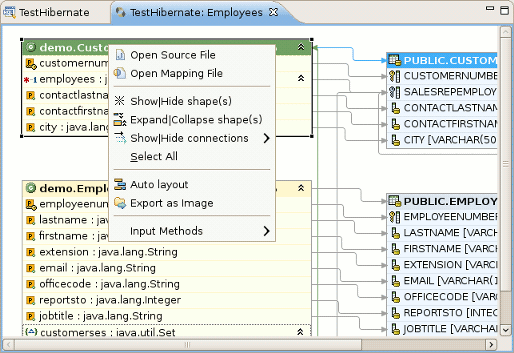 TestHibernate
TestHibernate: Employees
demo.Custo
customernum
employees : j
contactlastna
contactfirstna
city : java.lang
Open Source File
Open Mapping File
Show|Hide shape(s)
Expand|Collapse shape(s)
Show|Hide connections
Select All
Auto layout
Export as Image
Input Methods
PUBLIC.CUSTOM
CUSTOMERNUMBE
SALESREPEMPLOY
CONTACTLASTNAM
CONTACTFIRSTNAM
CITY [VARCHAR(50
demo.Emplo
employeenum
lastname : java
firstname : java
extension : java.lang.String
email : java.lang.String
officecode : java.lang.String
reportsto : java.lang.Integer
jobtitle : java.lang.String
customerses : java.util.Set
PUBLIC.EMPLOY
EMPLOYEENUMBER
LASTNAME [VARCH
FIRSTNAME [VARC
EXTENSION [VARCH
EMAIL [VARCHAR(1
OFFICECODE [VARC
REPORTSTO [INTEG
JOBTITLE [VARCHAR